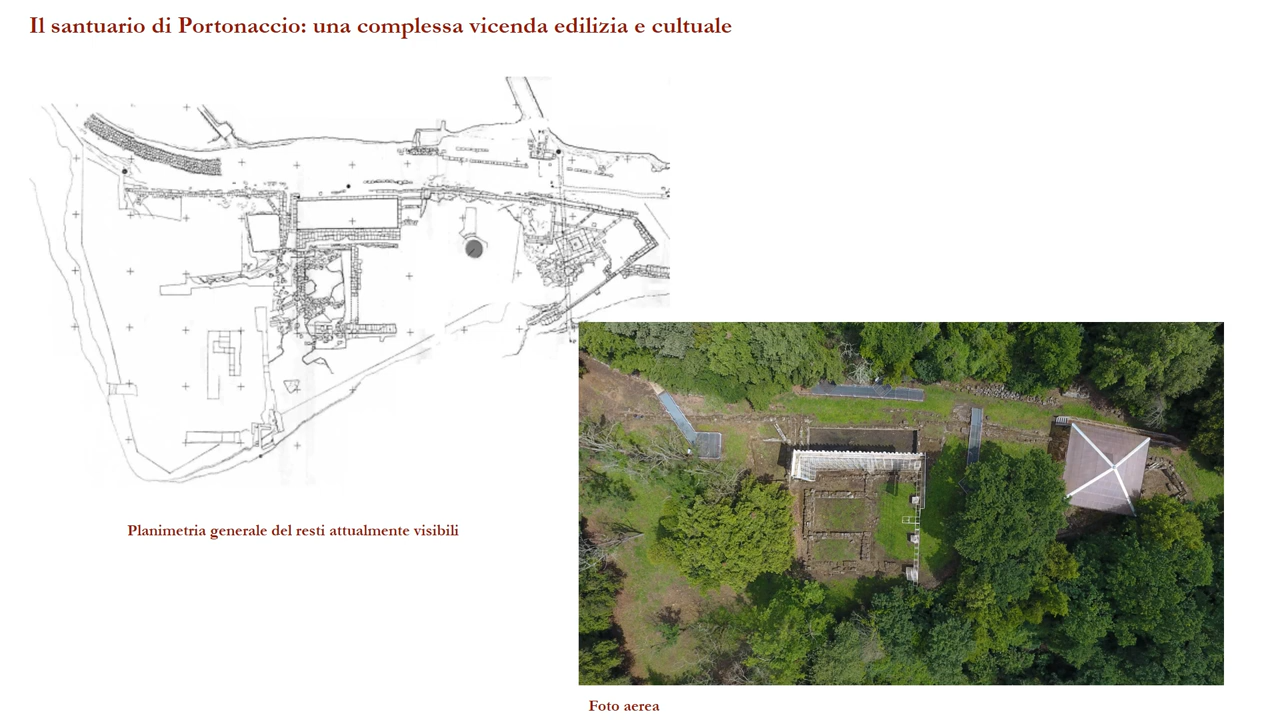 Il santuario di Portonaccio: una complessa vicenda edilizia e cultuale
Planimetria generale del resti attualmente visibili
Foto aerea